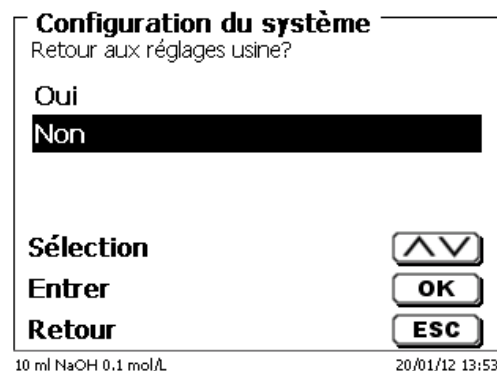 Configuration du système
Retour aux réglages usine?
Oui
Non
Sélection
Entrer OK
Retour ESC
10 ml NaOH 0.1 mol/L 20/01/12 13:53